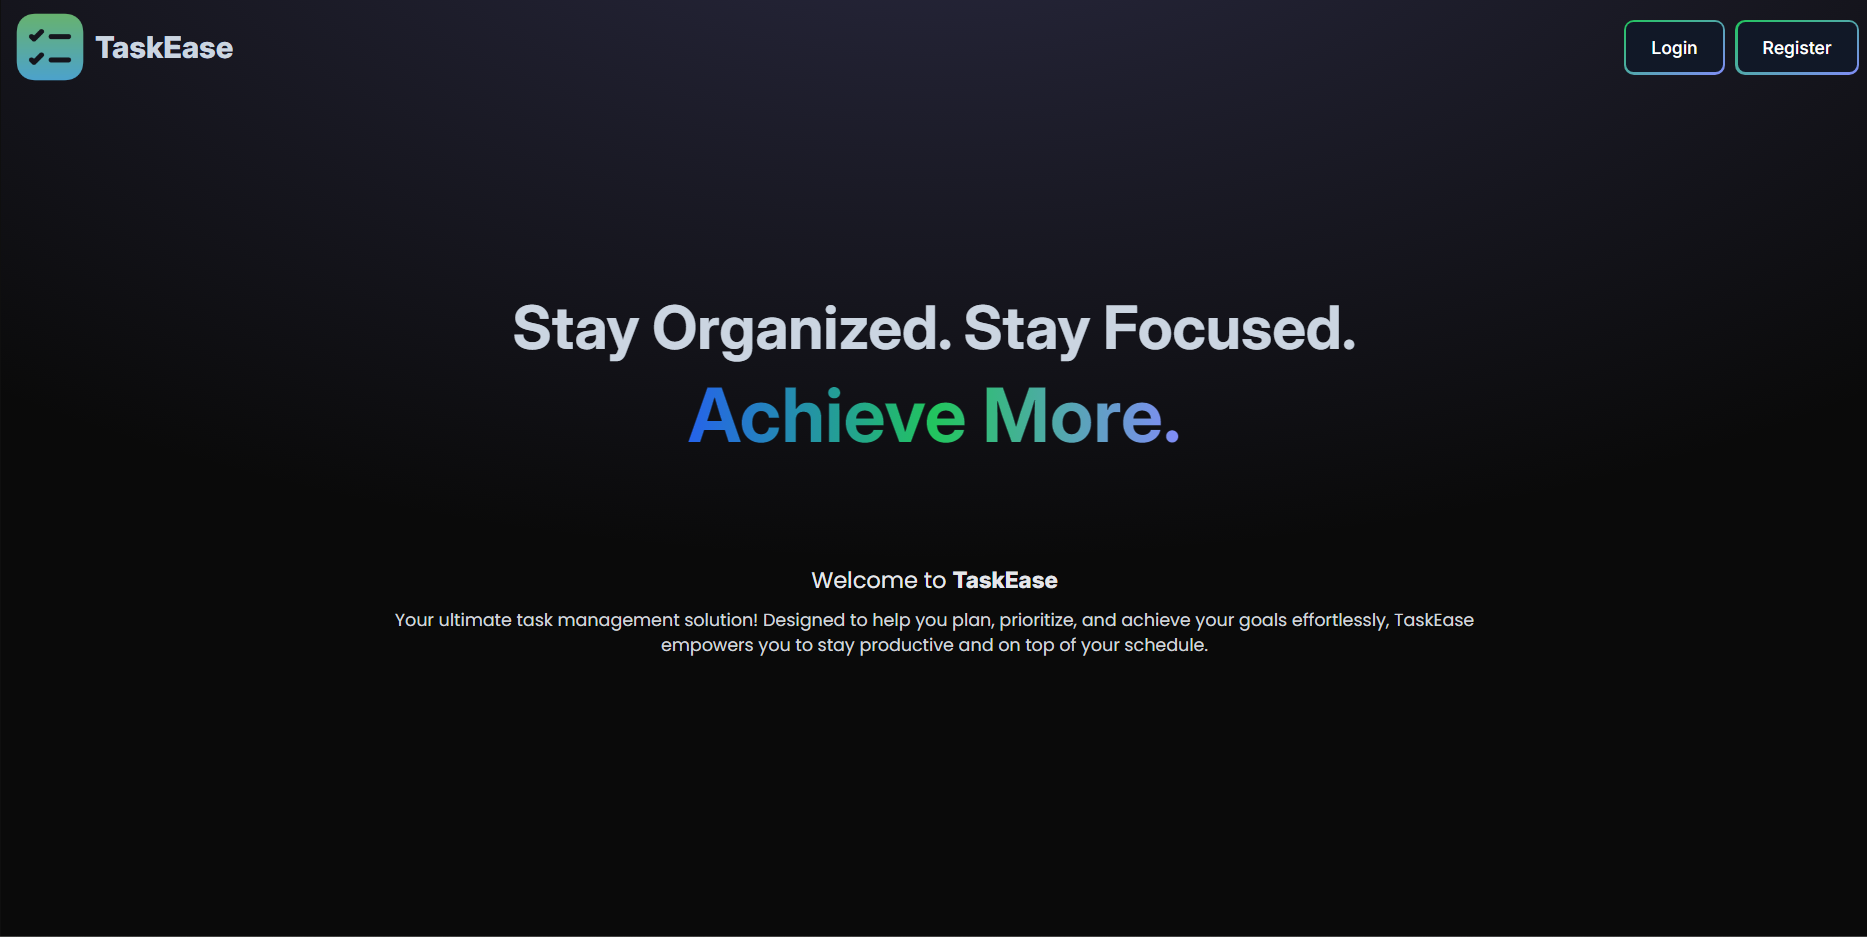 TaskEase
Login
Register
Stay Organized. Stay Focused.
Achieve More.
Welcome to TaskEase
Your ultimate task management solution! Designed to help you plan, prioritize, and achieve your goals effortlessly, TaskEase
empowers you to stay productive and on top of your schedule.